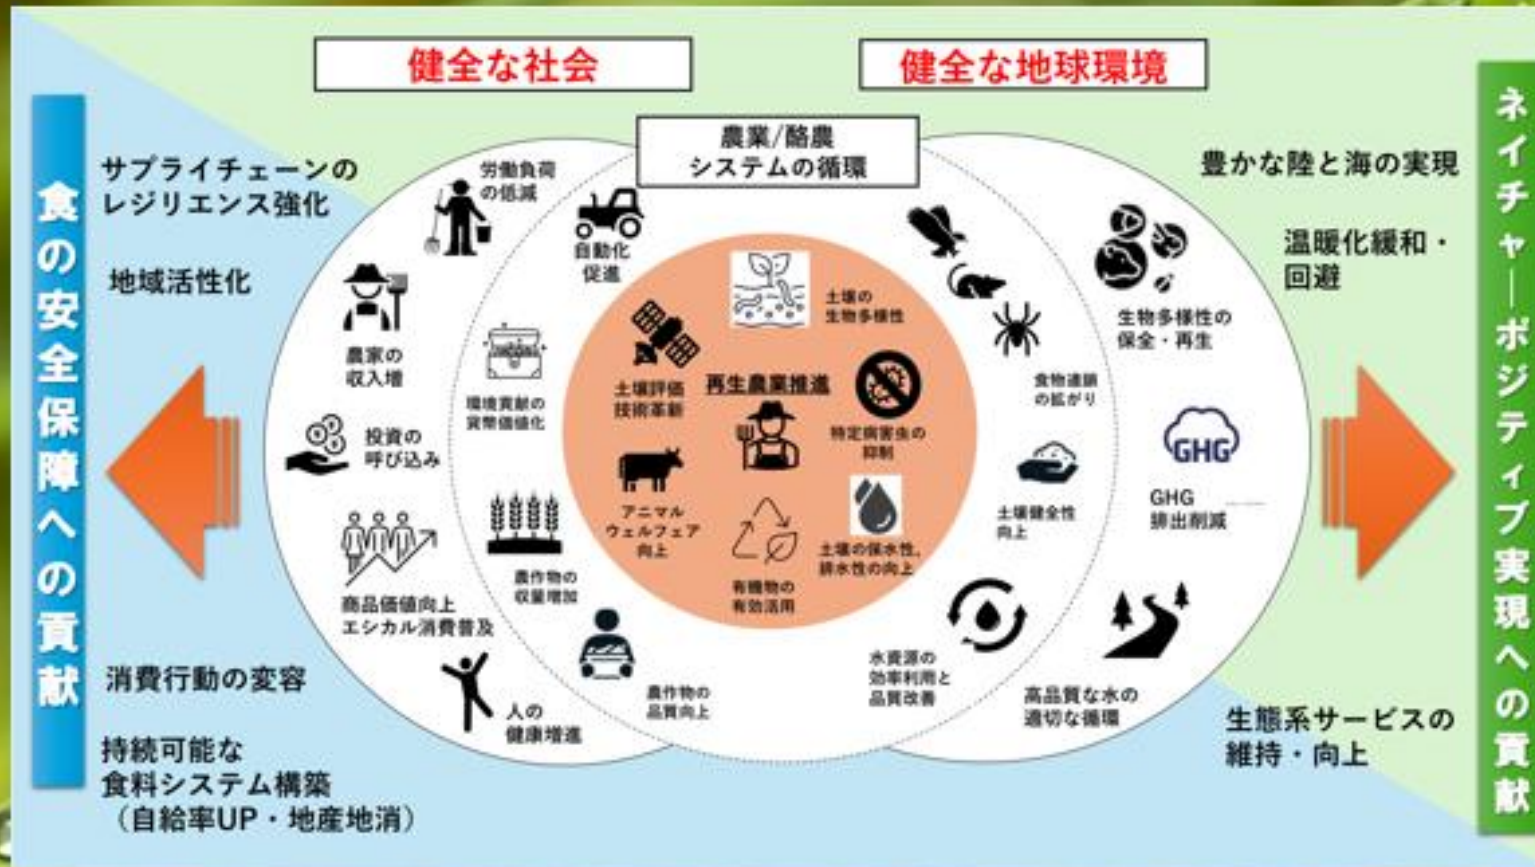 健全な社会
健全な地球環境
農業/酪農
システムの循環
食の安全保障への貢献
サプライチェーンの
レジリエンス強化
地域活性化
消費行動の変容
持続可能な
食料システム構築
（自給率UP・地産地消）
労働負荷
の低減
農家の
収入増
投資の
呼び込み
商品価値向上
エシカル消費普及
人の
健康増進
自動化
促進
環境貢献の
貨幣価値化
農作物の
収量増加
農作物の
品質向上
土壌の
生物多様性
土壌評価
技術革新
再生農業推進
特定病害虫の
抑制
アニマル
ウェルフェア
向上
有機物の
有効活用
土壌の保水性、
排水性の向上
食物連鎖
の拡がり
土壌健全性
向上
水資源の
効率利用と
品質改善
生物多様性の
保全・再生
GHG
GHG
排出削減
高品質な水の
適切な循環
豊かな陸と海の実現
温暖化緩和・
回避
生態系サービスの
維持・向上
ネイチャーポジティブ実現への貢献